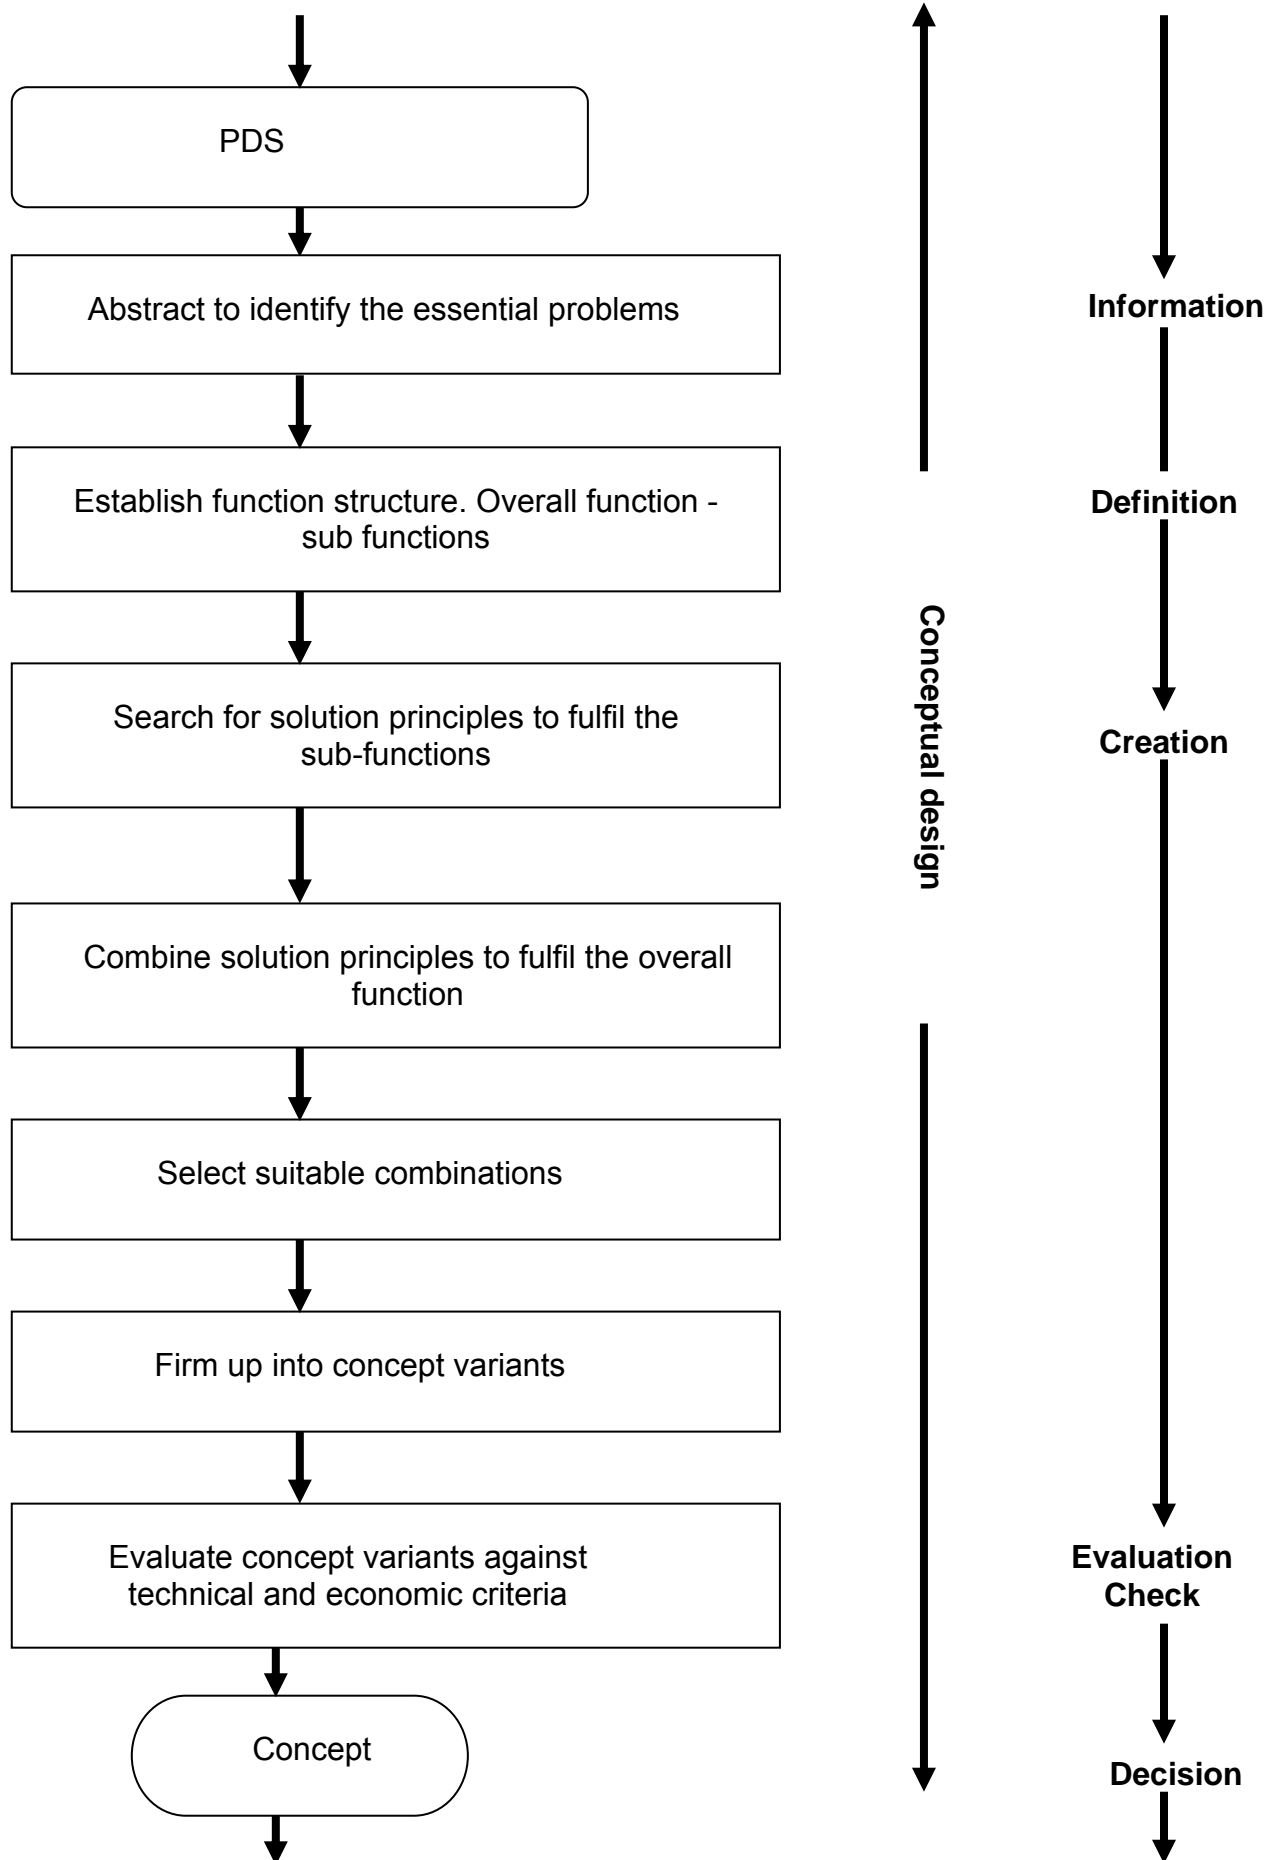 PDS
Abstract to identify the essential problems
Establish function structure. Overall function -
sub functions
Search for solution principles to fulfil the
sub-functions
Combine solution principles to fulfil the overall
function
Select suitable combinations
Firm up into concept variants
Evaluate concept variants against
technical and economic criteria
Concept
Conceptual design
Information
Definition
Creation
Evaluation
Check
Decision